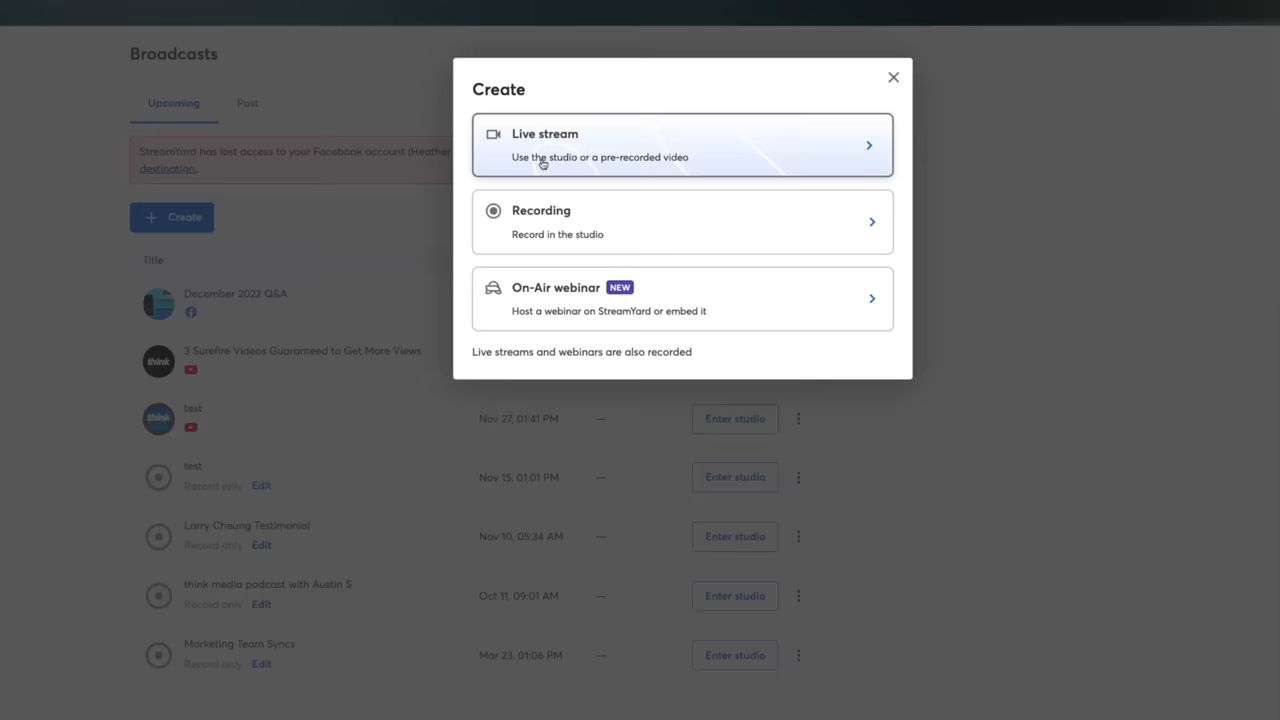 Broadcasts
Upcoming
Past
StreamYard has lost access to your Facebook account (Heather
destination.
+ Create
Title
December 2022 Q&A
think
3 Surefire Videos Guaranteed to Get More Views
think
test
Nov 27, 01:41 PM
—
Enter studio
test
Record only Edit
Nov 15, 01:01 PM
—
Enter studio
Larry Cheung Testimonial
Record only Edit
Nov 10, 05:34 AM
—
Enter studio
think media podcast with Austin S
Record only Edit
Oct 11, 09:01 AM
—
Enter studio
Marketing Team Syncs
Record only Edit
Mar 23, 01:06 PM
—
Enter studio
Create
Live stream
Use the studio or a pre-recorded video
Recording
Record in the studio
On-Air webinar NEW
Host a webinar on StreamYard or embed it
Live streams and webinars are also recorded